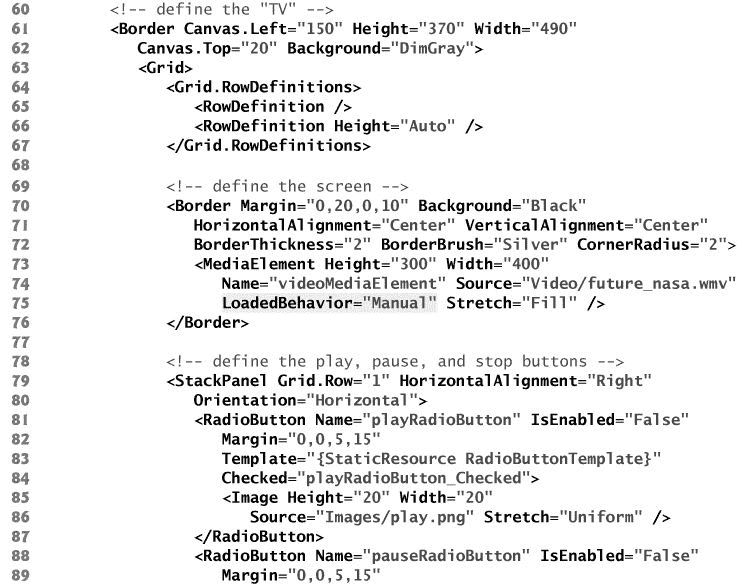 60 <!-- define the "TV" -->
61 <Border Canvas.Left="150" Height="370" Width="490"
62 Canvas.Top="20" Background="DimGray">
63 <Grid>
64 <Grid.RowDefinitions>
65 <RowDefinition />
66 <RowDefinition Height="Auto" />
67 </Grid.RowDefinitions>
68
69 <!-- define the screen -->
70 <Border Margin="0,20,0,10" Background="Black"
71 HorizontalAlignment="Center" VerticalAlignment="Center"
72 BorderThickness="2" BorderBrush="Silver" CornerRadius="2">
73 <MediaElement Height="300" Width="400"
74 Name="videoMediaElement" Source="Video/future_nasa.wmv"
75 LoadedBehavior="Manual" Stretch="Fill" />
76 </Border>
77
78 <!-- define the play, pause, and stop buttons -->
79 <StackPanel Grid.Row="1" HorizontalAlignment="Right"
80 Orientation="Horizontal">
81 <RadioButton Name="playRadioButton" IsEnabled="False"
82 Margin="0,0,5,15"
83 Template="{StaticResource RadioButtonTemplate}"
84 Checked="playRadioButton_Checked">
85 <Image Height="20" Width="20"
86 Source="Images/play.png" Stretch="Uniform" />
87 </RadioButton>
88 <RadioButton Name="pauseRadioButton" IsEnabled="False"
89 Margin="0,0,5,15"